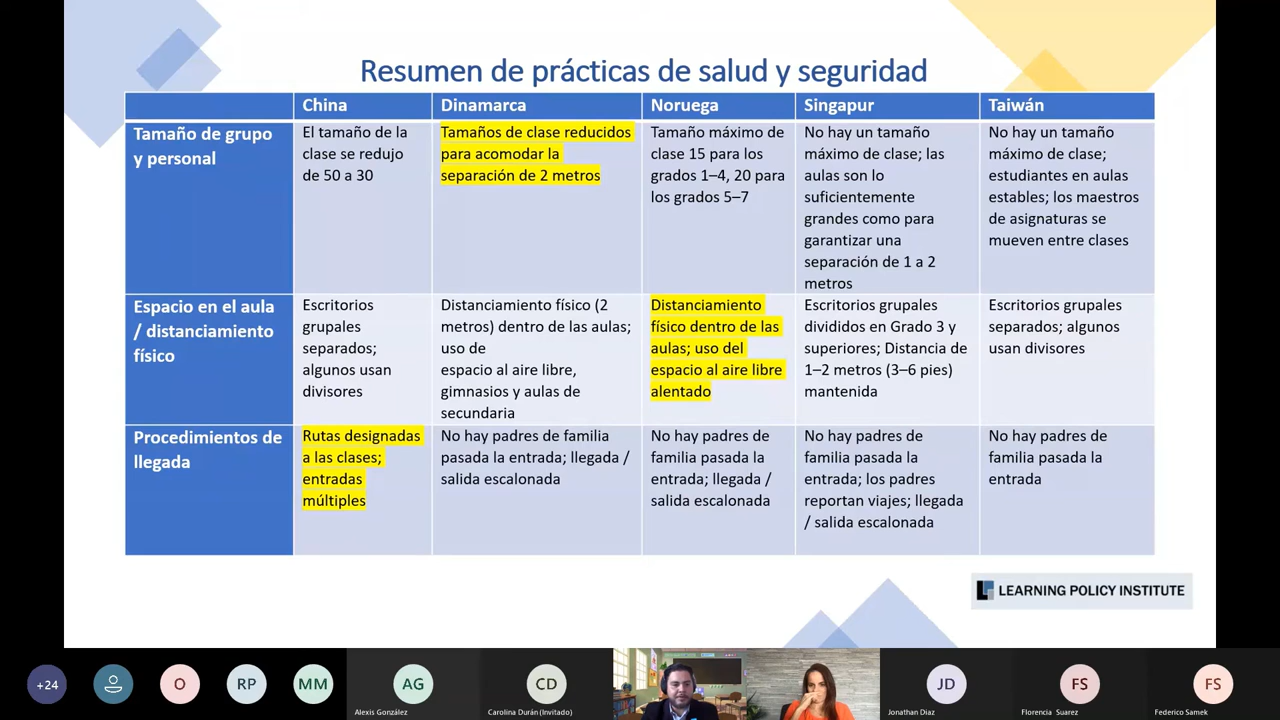 Resumen de prácticas de salud y seguridad
China
Dinamarca
Noruega
Singapur
Taiwán
Tamaño de grupo
y personal
El tamaño de la
clase se redujo
de 50 a 30
Tamaños de clase reducidos
para acomodar la
separación de 2 metros
Tamaño máximo de
clase 15 para los
grados 1–4, 20 para
los grados 5–7
No hay un tamaño
máximo de clase; las
aulas son lo
suficientemente
grandes como para
garantizar una
separación de 1 a 2
metros
No hay un tamaño
máximo de clase;
estudiantes en aulas
estables; los maestros
de asignaturas se
mueven entre clases
Espacio en el aula
/ distanciamiento
físico
Escritorios
grupales
separados;
algunos usan
divisores
Distanciamiento físico (2
metros) dentro de las aulas;
uso de
espacio al aire libre,
gimnasios y aulas de
secundaria
Distanciamiento
físico dentro de las
aulas; uso del
espacio al aire libre
alentado
Escritorios grupales
divididos en Grado 3 y
superiores; Distancia de
1–2 metros (3–6 pies)
mantenida
Escritorios grupales
separados; algunos
usan divisores
Procedimientos de
llegada
Rutas designadas
a las clases;
entradas
múltiples
No hay padres de familia
pasada la entrada; llegada /
salida escalonada
No hay padres de
familia pasada la
entrada; llegada /
salida escalonada
No hay padres de
familia pasada la
entrada; los padres
reportan viajes; llegada
/ salida escalonada
No hay padres de
familia pasada la
entrada
LEARNING POLICY INSTITUTE
+24
O
RP
MM
AG
Alexis González
CD
Carolina Durán (Invitado)
JD
Jonathan Diaz
FS
Florencia Suarez
FS
Federico Samek